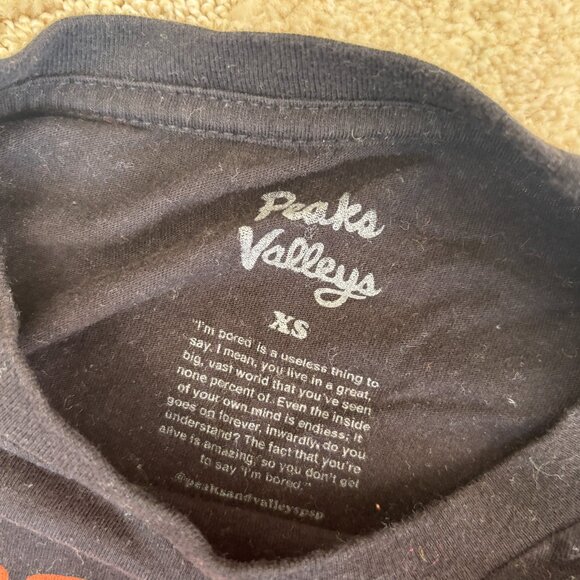 Peaks
Valleys
XS
"I'm bored is a useless thing to
say. I mean, you live in a great,
big, vast world that you've seen
none percent of. Even the inside
of your own mind is endless; it
goes on forever, inwardly, do you
understand? The fact that you're
alive is amazing, so you don't get
to say 'I'm bored."
@peaksandvalleyspsp